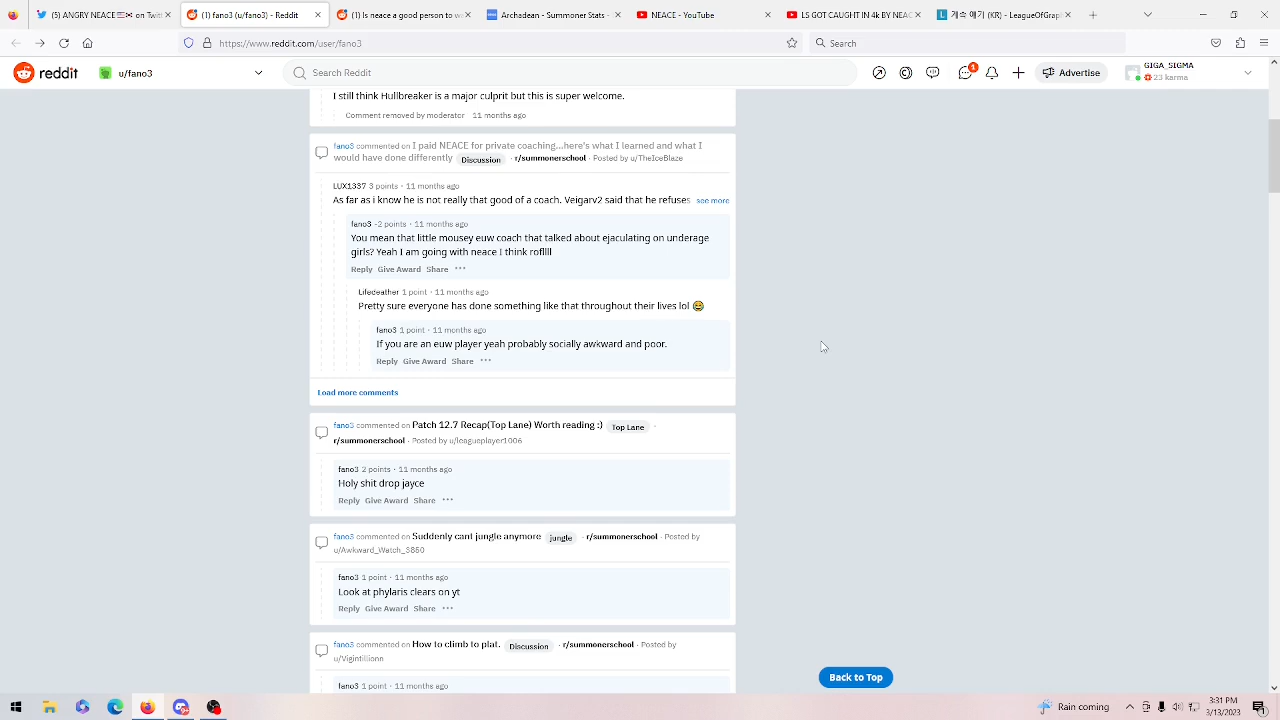 (5) ANDREI NEACE
on Twit
(1) fano3 (u/fano3) - Reddit
(1) Is neace a good person to w
Archsdean - Summoner Stat
NEACE - YouTube
LS GOT CAUGHT IN 4k BY NEAC
(KR) - LeagueOfGrap
https://www.reddit.com/user/fano3
Search
reddit
u/fano3
Search Reddit
1
Advertise
GIGA_SIGMA
23 karma
I still think Hullbreaker is a major culprit but this is super welcome.
Comment removed by moderator 11 months ago
fano3 commented on I paid NEACE for private coaching...here's what I learned and what I
would have done differently Discussion · r/summonerschool · Posted by u/TheIceBlaze
LUX1337 3 points · 11 months ago
As far as i know he is not really that good of a coach. Veigarv2 said that he refuses see more
fano3 -2 points · 11 months ago
You mean that little mousey euw coach that talked about ejaculating on underage
girls? Yeah I am going with neace I think roflll
Reply Give Award Share ···
Lifedeather 1 point · 11 months ago
Pretty sure everyone has done something like that throughout their lives lol 😂
fano3 1 point · 11 months ago
If you are an euw player yeah probably socially awkward and poor.
Reply Give Award Share ···
Load more comments
fano3 commented on Patch 12.7 Recap(Top Lane) Worth reading :) Top Lane ·
r/summonerschool · Posted by u/leagueplayer1006
fano3 2 points · 11 months ago
Holy shit drop jayce
Reply Give Award Share ···
fano3 commented on Suddenly cant jungle anymore jungle · r/summonerschool · Posted by
u/Awkward_Watch_3850
fano3 1 point · 11 months ago
Look at phylaris clears on yt
Reply Give Award Share ···
fano3 commented on How to climb to plat. Discussion · r/summonerschool · Posted by
u/Vigintillionn
fano3 1 point · 11 months ago
Back to Top
Rain coming
3:31 PM
3/13/2023
1